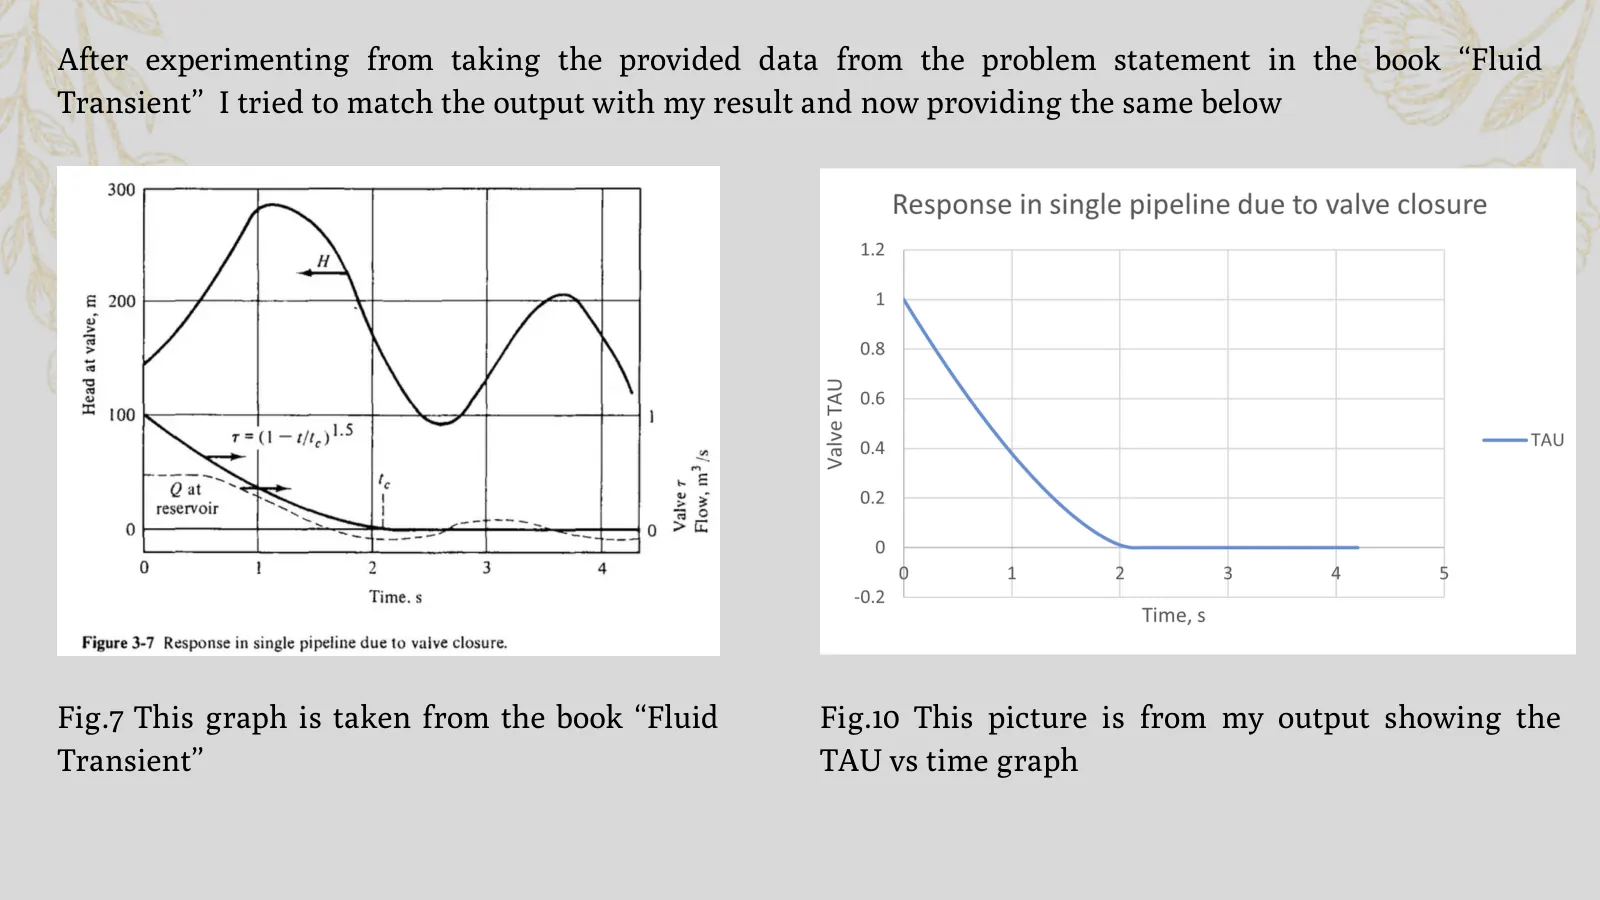 After experimenting from taking the provided data from the problem statement in the book “Fluid
Transient”  I tried to match the output with my result and now providing the same below
300
200
100
0
Head at valve, m
H
τ = (1 − t/t_c)^1.5
Q at
reservoir
t_c
1
0
Valve τ
Flow, m³/s
0 1 2 3 4
Time. s
Figure 3-7 Response in single pipeline due to valve closure.
Response in single pipeline due to valve closure
1.2
1
0.8
0.6
0.4
0.2
0
-0.2
Valve TAU
0 1 2 3 4 5
Time, s
TAU
Fig.7 This graph is taken from the book “Fluid
Transient”
Fig.10 This picture is from my output showing the
TAU vs time graph